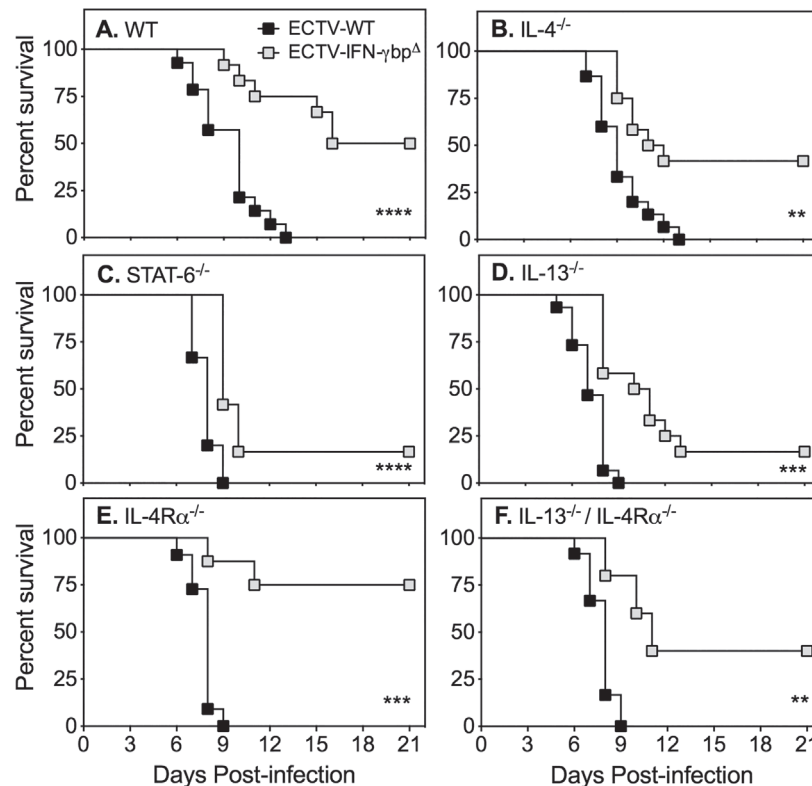 A. WT
ECTV-WT
ECTV-IFN-γbpΔ
Percent survival
100
75
50
25
0
****
B. IL-4-/-
100
75
50
25
0
**
C. STAT-6-/-
Percent survival
100
75
50
25
0
****
D. IL-13-/-
100
75
50
25
0
***
E. IL-4Rα-/-
Percent survival
100
75
50
25
0
***
0 3 6 9 12 15 18 21
Days Post-infection
F. IL-13-/- / IL-4Rα-/-
100
75
50
25
0
**
0 3 6 9 12 15 18 21
Days Post-infection